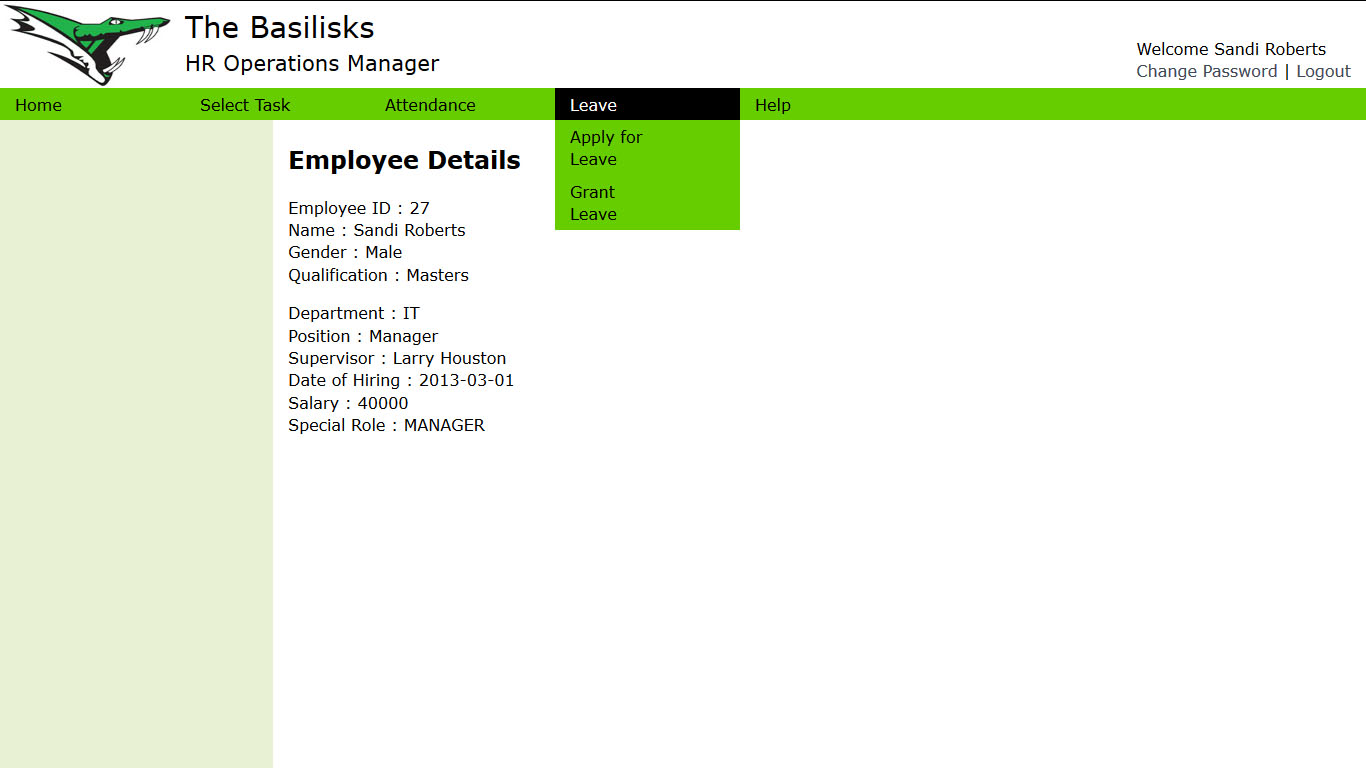 The Basilisks
HR Operations Manager
Welcome Sandi Roberts
Change Password | Logout
Home Select Task Attendance Leave Help
Apply for
Leave
Grant
Leave
Employee Details
Employee ID : 27
Name : Sandi Roberts
Gender : Male
Qualification : Masters
Department : IT
Position : Manager
Supervisor : Larry Houston
Date of Hiring : 2013-03-01
Salary : 40000
Special Role : MANAGER